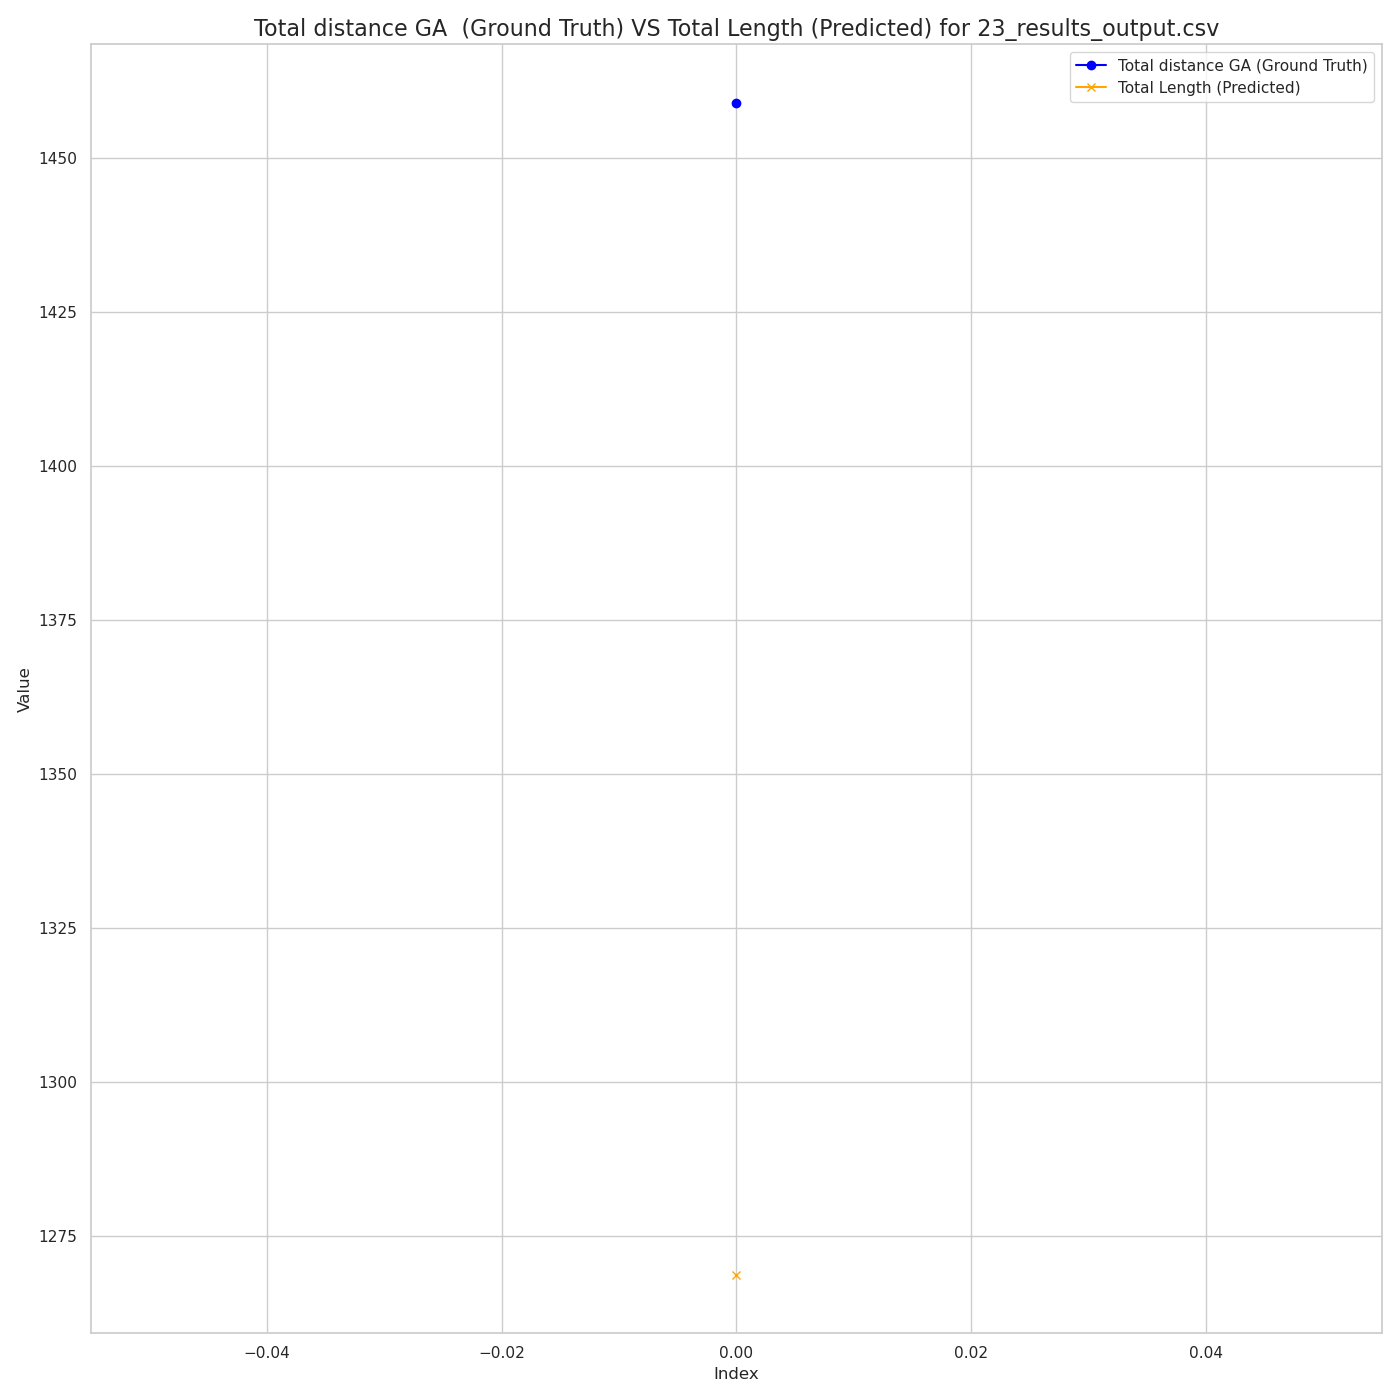 Total distance GA  (Ground Truth) VS Total Length (Predicted) for 23_results_output.csv
Total distance GA (Ground Truth)
Total Length (Predicted)
1450
1425
1400
1375
1350
1325
1300
1275
Value
−0.04
−0.02
0.00
0.02
0.04
Index